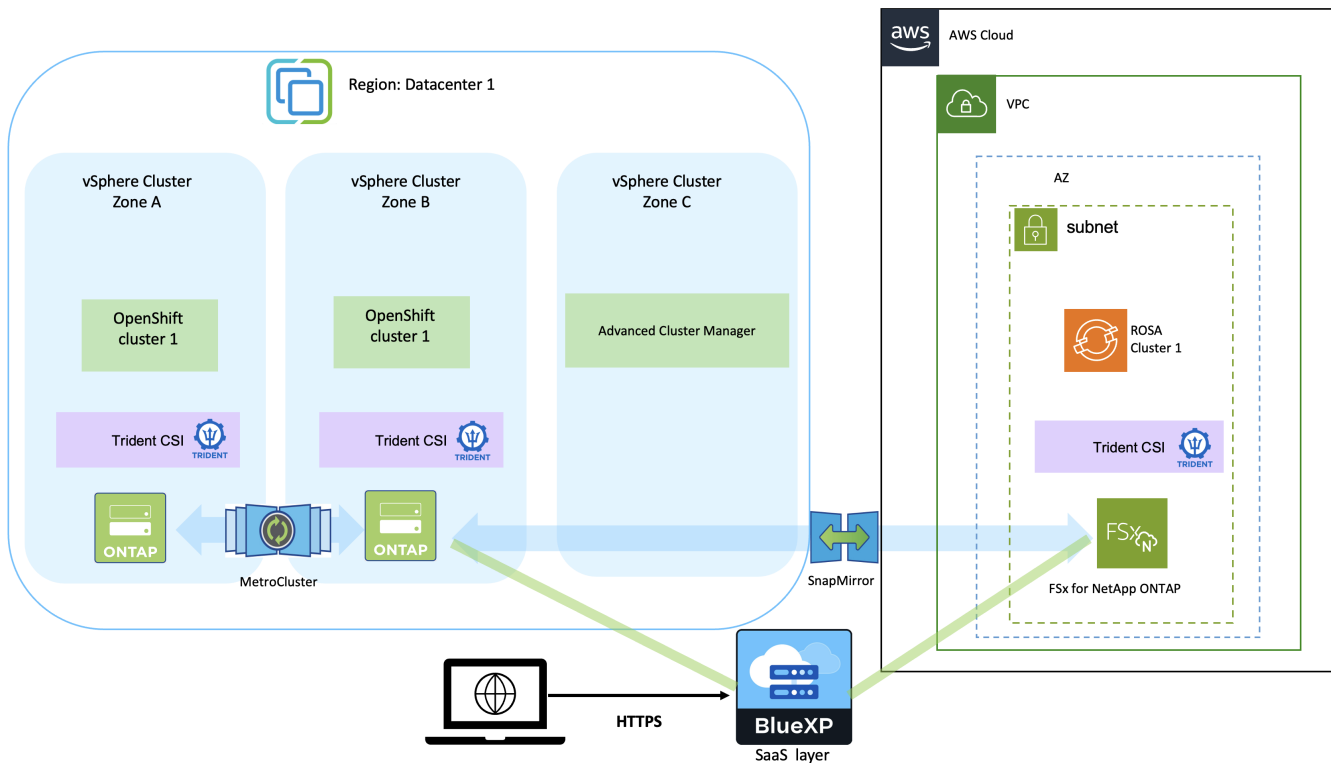 Region: Datacenter 1
vSphere Cluster
Zone A
OpenShift
cluster 1
Trident CSI
TRIDENT
ONTAP
MetroCluster
vSphere Cluster
Zone B
OpenShift
cluster 1
Trident CSI
TRIDENT
ONTAP
vSphere Cluster
Zone C
Advanced Cluster Manager
SnapMirror
aws
AWS Cloud
VPC
AZ
subnet
ROSA
Cluster 1
Trident CSI
TRIDENT
FSx
N
FSx for NetApp ONTAP
HTTPS
BlueXP
SaaS layer